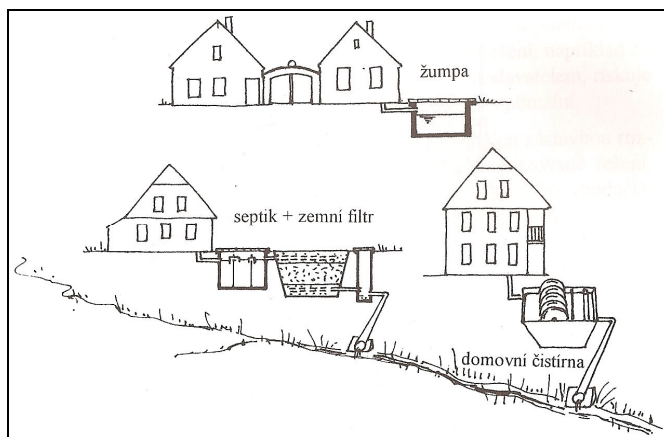 žumpa
septik + zemní filtr
domovní čistírna